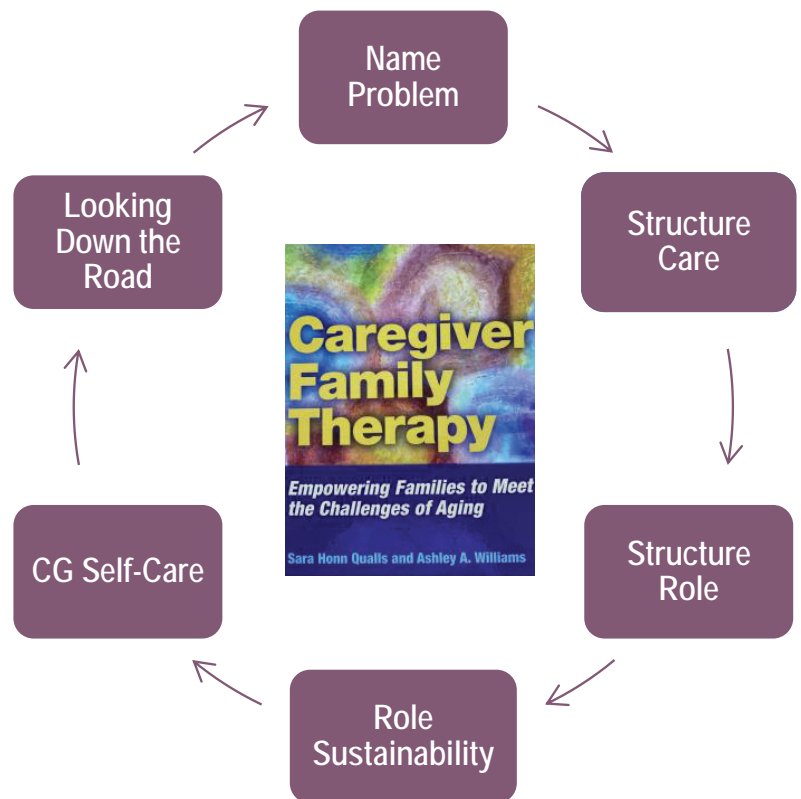 Name
Problem
Structure
Care
Structure
Role
Role
Sustainability
CG Self-Care
Looking
Down the
Road
Caregiver
Family
Therapy
Empowering Families to Meet
the Challenges of Aging
Sara Honn Qualls and Ashley A. Williams